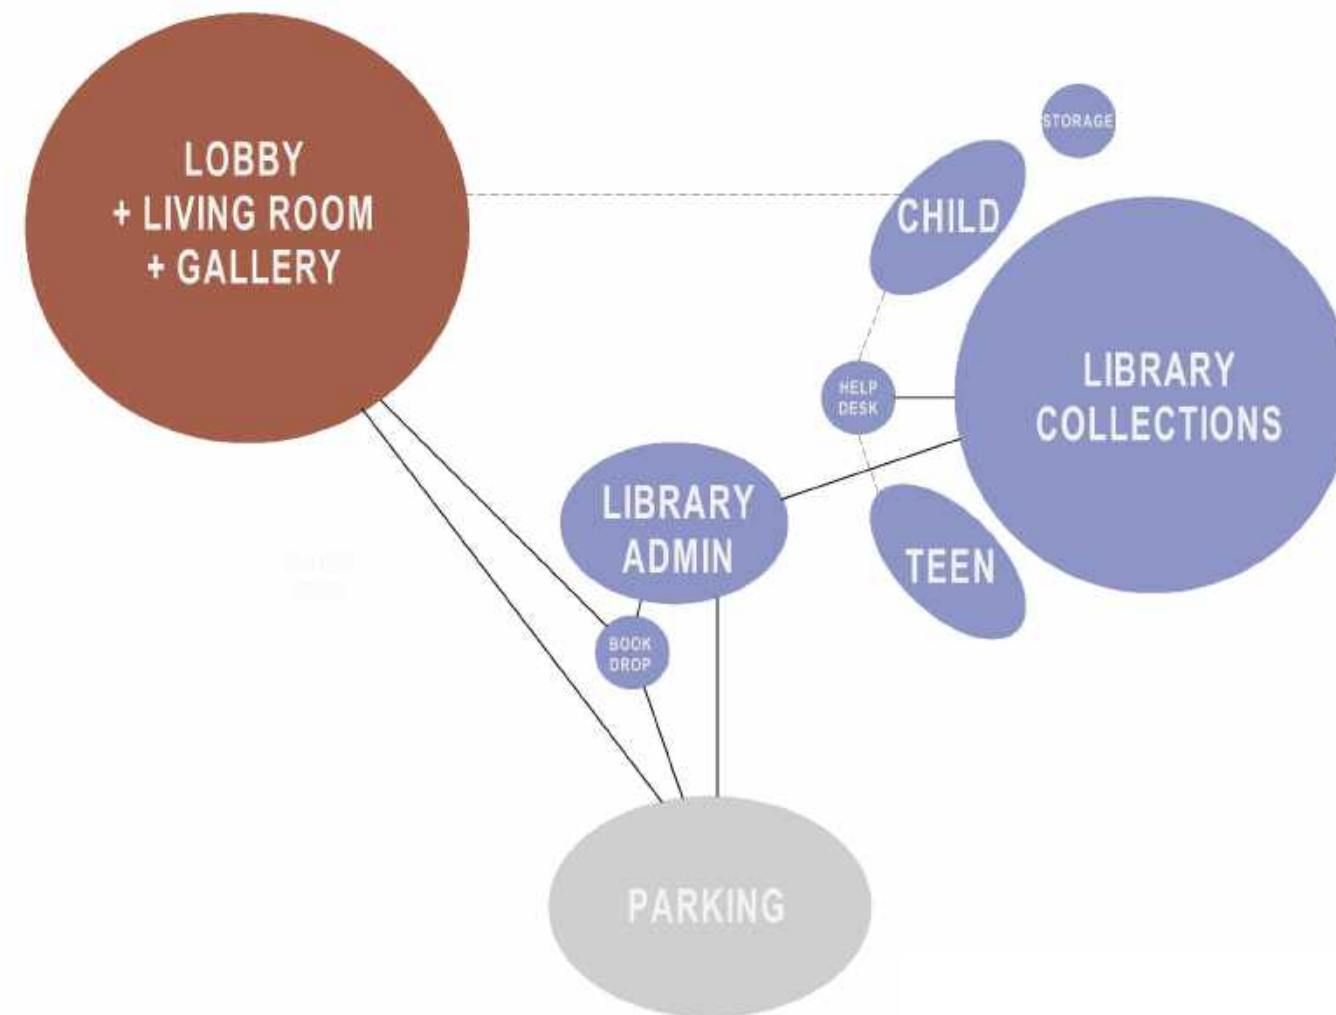 LOBBY
+ LIVING ROOM
+ GALLERY
STORAGE
CHILD
HELP
DESK
LIBRARY
COLLECTIONS
LIBRARY
ADMIN
TEEN
BOOK
DROP
PARKING